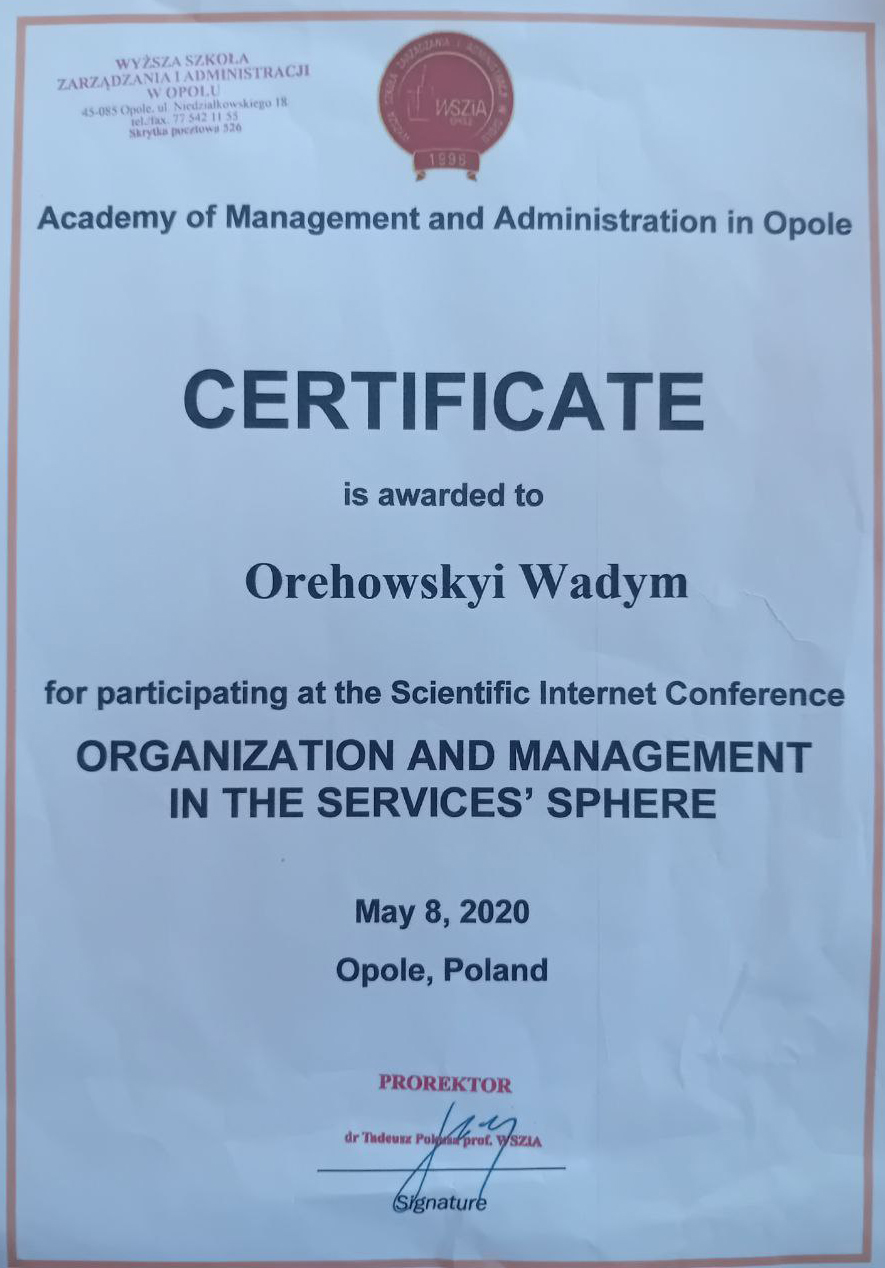 WYŻSZA SZKOŁA
ZARZĄDZANIA I ADMINISTRACJI
W OPOLU
45-085 Opole, ul. Niedziałkowskiego 18
tel./fax. 77 542 11 55
Skrytka pocztowa 526
WSZiA
OPOLE
1996
Academy of Management and Administration in Opole
CERTIFICATE
is awarded to
Orehowskyi Wadym
for participating at the Scientific Internet Conference
ORGANIZATION AND MANAGEMENT
IN THE SERVICES’ SPHERE
May 8, 2020
Opole, Poland
PROREKTOR
dr Tadeusz prof. WSZiA
Signature